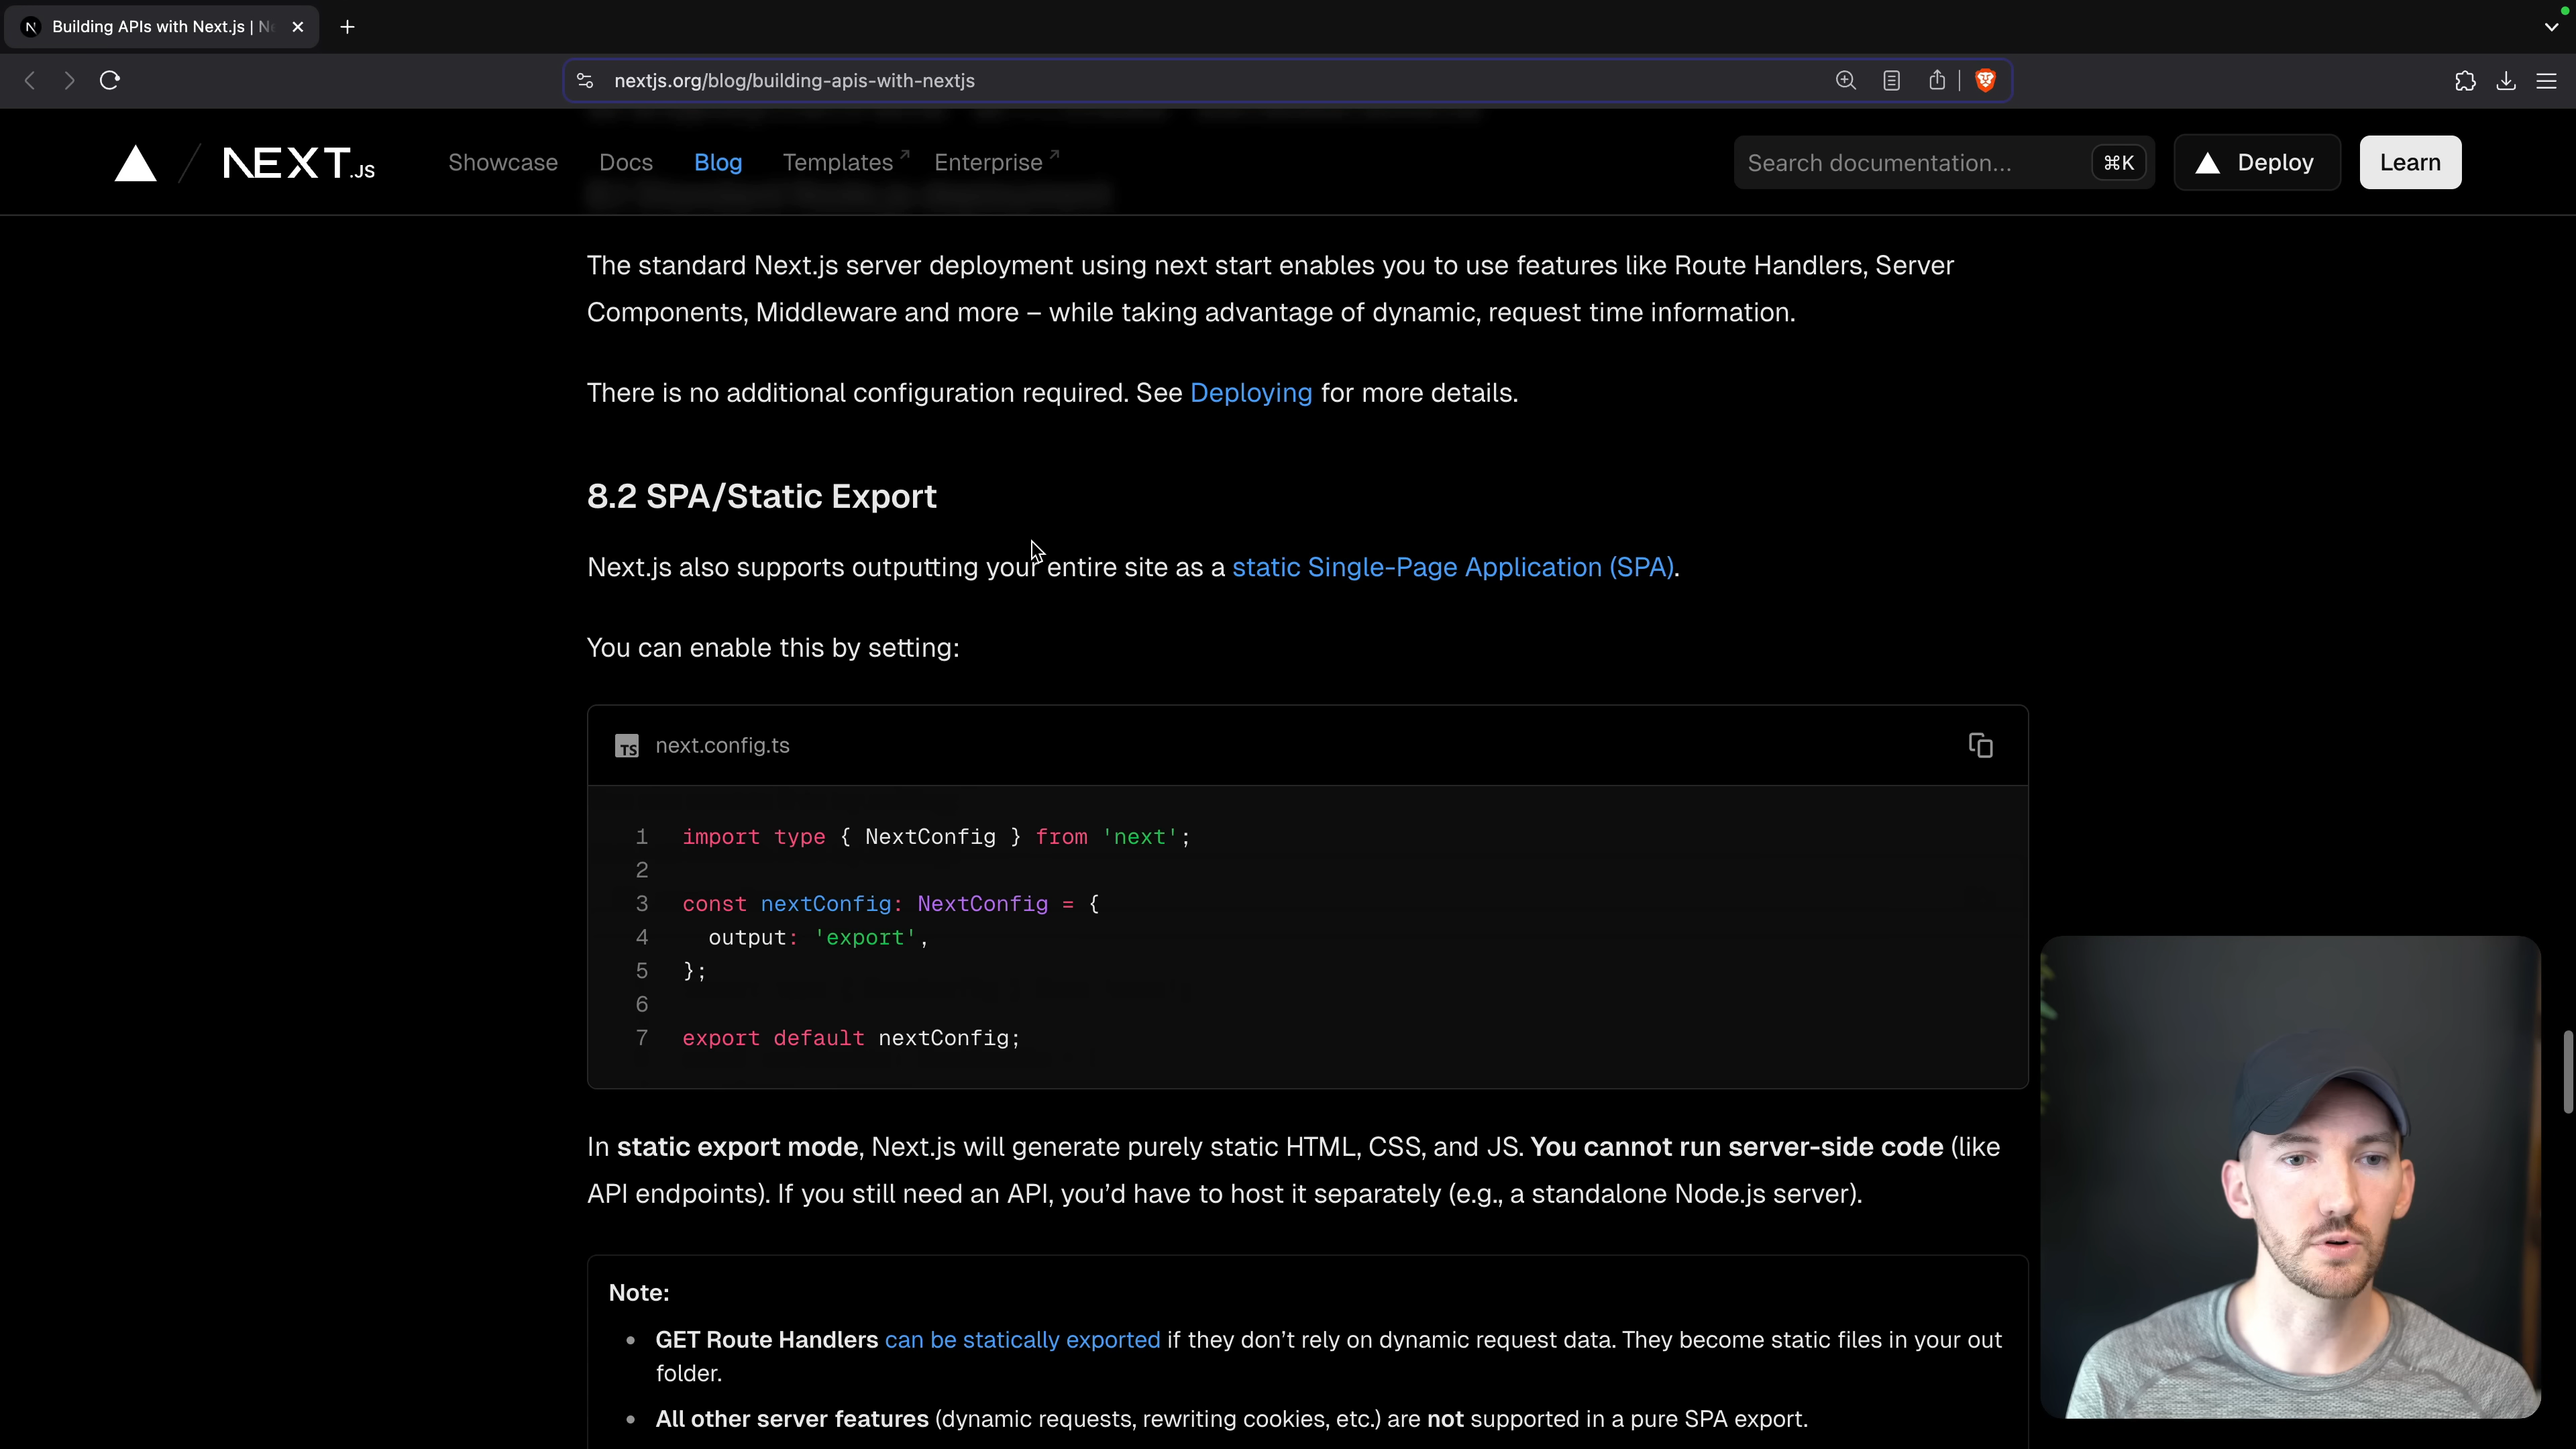 Building APIs with Next.js | Ne
nextjs.org/blog/building-apis-with-nextjs
NEXT.JS
Showcase
Docs
Blog
Templates
Enterprise
Search documentation...
⌘K
Deploy
Learn
The standard Next.js server deployment using next start enables you to use features like Route Handlers, Server
Components, Middleware and more – while taking advantage of dynamic, request time information.
There is no additional configuration required. See Deploying for more details.
8.2 SPA/Static Export
Next.js also supports outputting your entire site as a static Single-Page Application (SPA).
You can enable this by setting:
TS next.config.ts
1 import type { NextConfig } from 'next';
2
3 const nextConfig: NextConfig = {
4   output: 'export',
5 };
6
7 export default nextConfig;
In static export mode, Next.js will generate purely static HTML, CSS, and JS. You cannot run server-side code (like
API endpoints). If you still need an API, you’d have to host it separately (e.g., a standalone Node.js server).
Note:
• GET Route Handlers can be statically exported if they don’t rely on dynamic request data. They become static files in your out
folder.
• All other server features (dynamic requests, rewriting cookies, etc.) are not supported in a pure SPA export.